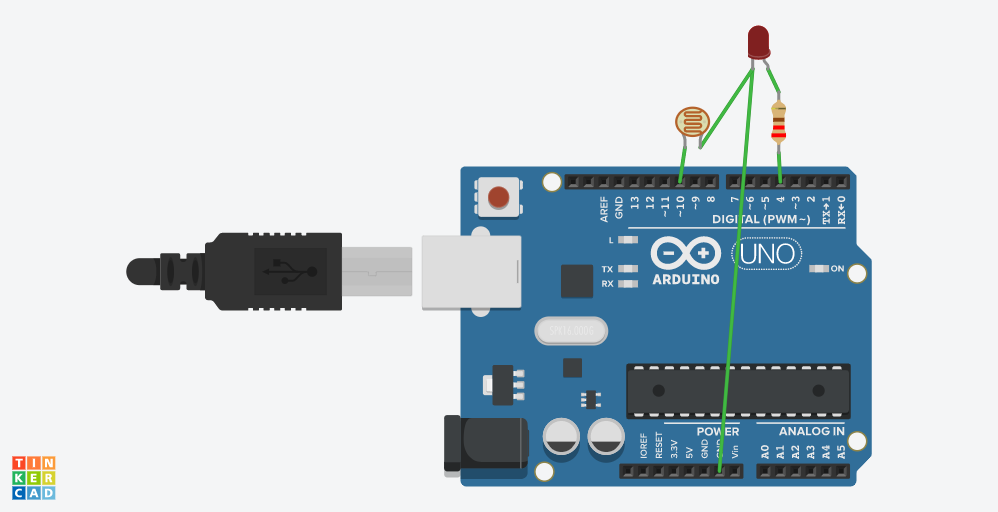 AREF
GND
13
12
~11
~10
~9
8
7
~6
~5
4
~3
2
TX→1
RX←0
DIGITAL (PWM~)
L
TX
RX
ARDUINO
UNO
ON
POWER
ANALOG IN
IOREF
RESET
3.3V
5V
GND
GND
Vin
A0
A1
A2
A3
A4
A5
TIN
KER
CAD